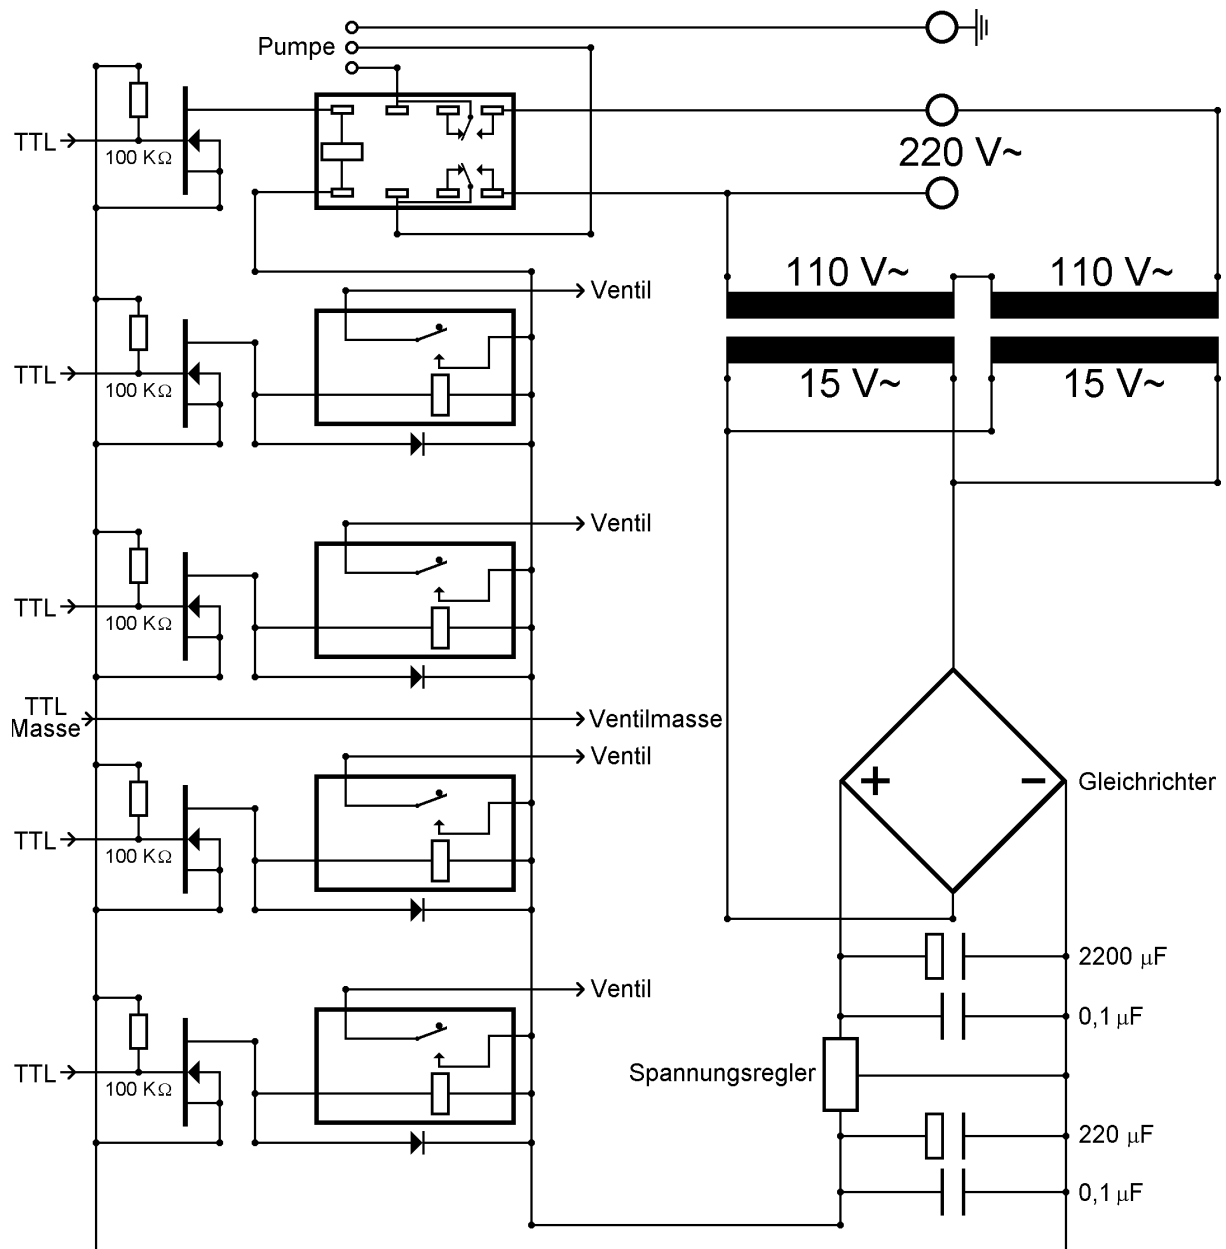 Pumpe
TTL
100 KΩ
220 V~
110 V~
110 V~
Ventil
TTL
100 KΩ
15 V~
15 V~
Ventil
TTL
100 KΩ
TTL
Masse
Ventilmasse
Ventil
Gleichrichter
TTL
100 KΩ
2200 µF
Ventil
0,1 µF
TTL
100 KΩ
Spannungsregler
220 µF
0,1 µF